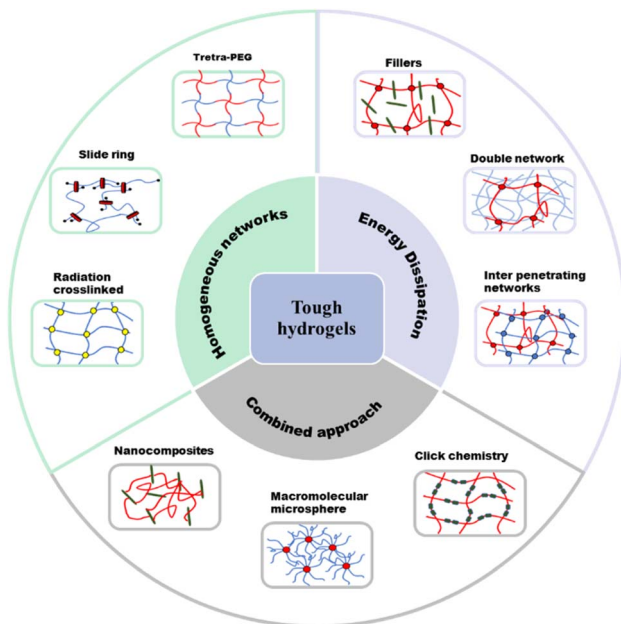 Tretra-PEG
Fillers
Slide ring
Double network
Radiation
crosslinked
Inter penetrating
networks
Homogeneous networks
Energy Dissipation
Tough
hydrogels
Combined approach
Nanocomposites
Macromolecular
microsphere
Click chemistry